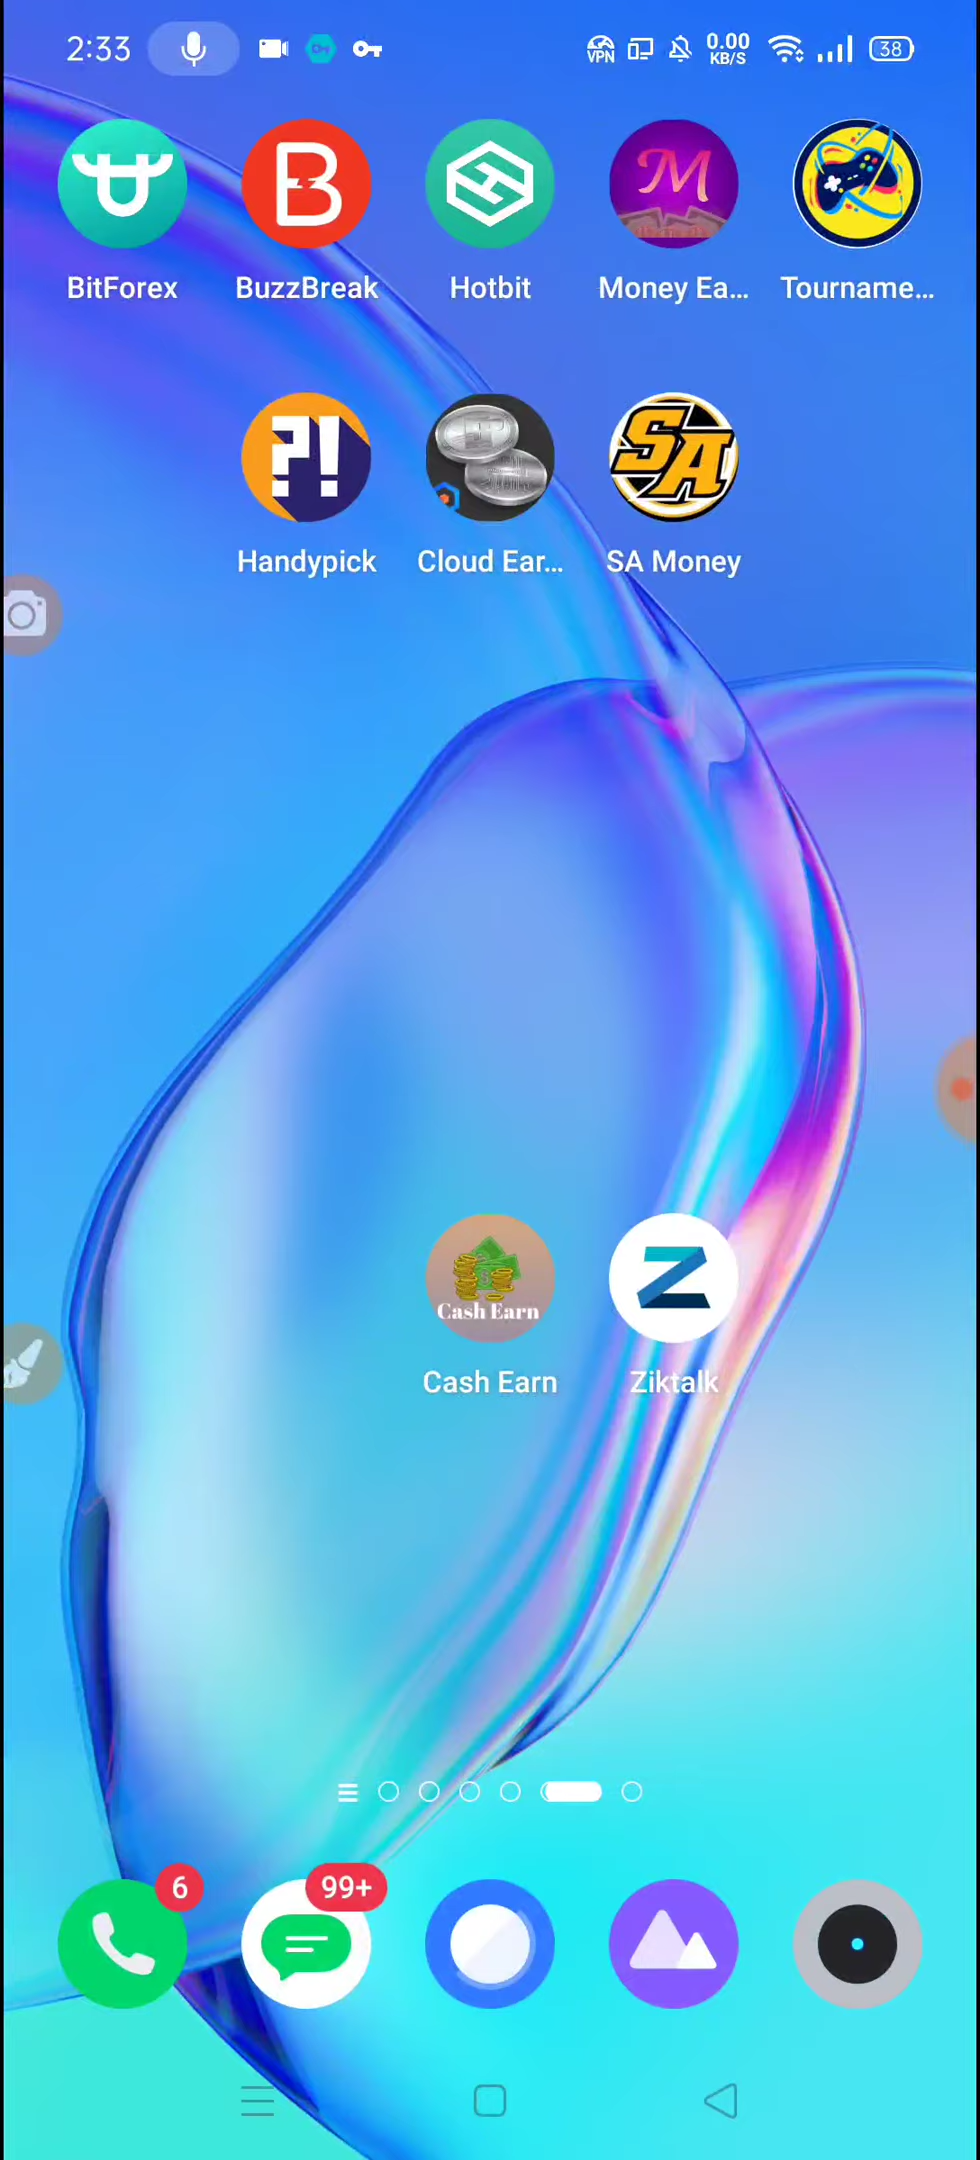 2:33
VPN
0.00
KB/S
38
BitForex
BuzzBreak
Hotbit
M
Money Ea...
Tourname...
?!
SA
Handypick
Cloud Ear...
SA Money
Cash Earn
Cash Earn
Ziktalk
6
99+